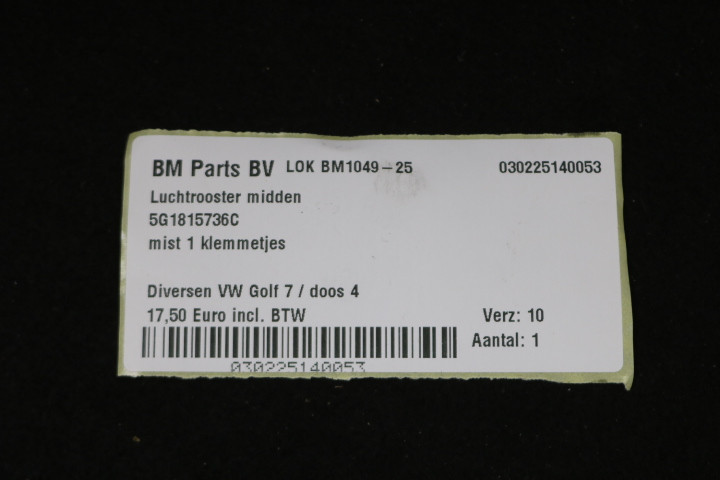 BM Parts BV LOK BM1049-25 030225140053
Luchtrooster midden
5G1815736C
mist 1 klemmetjes
Diversen VW Golf 7 / doos 4
17,50 Euro incl. BTW Verz: 10
Aantal: 1
030225140053